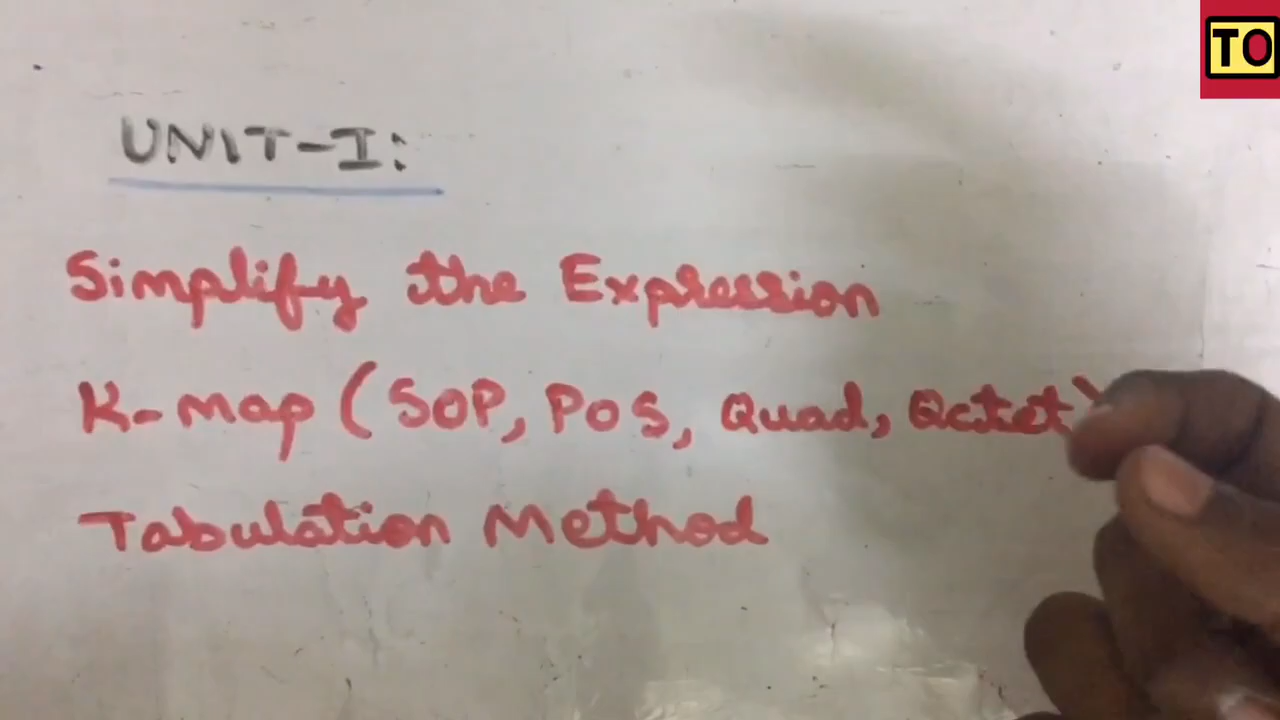 TO
UNIT-I:
Simplify the Expression
K-map (SOP, POS, Quad, Octet)
Tabulation Method